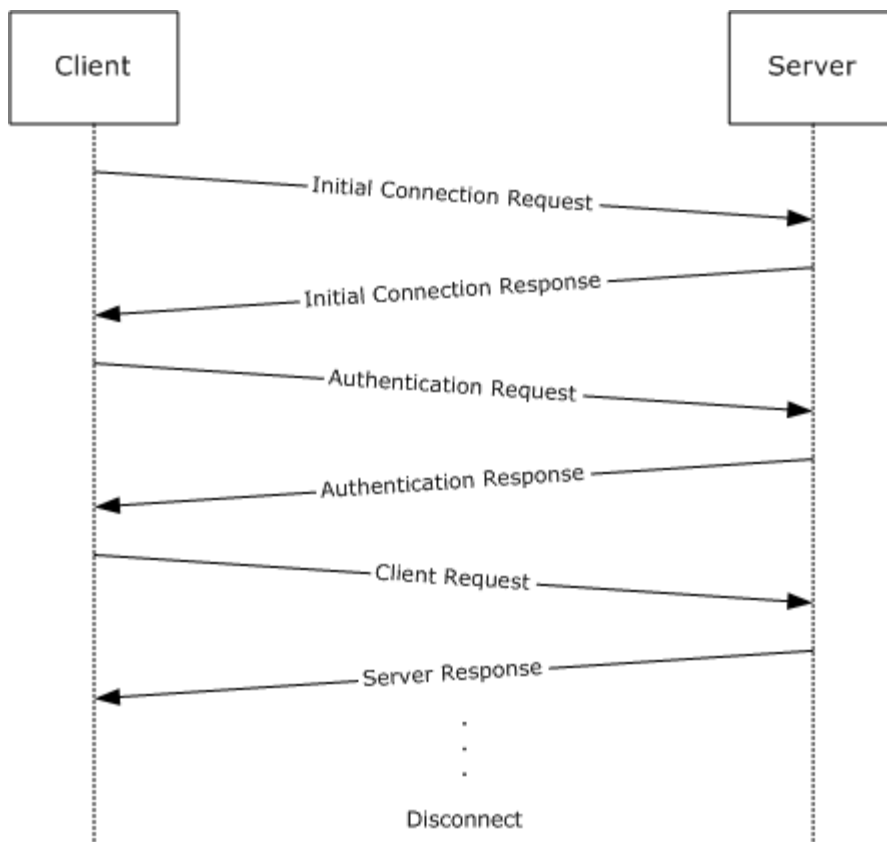 Client
Server
Initial Connection Request
Initial Connection Response
Authentication Request
Authentication Response
Client Request
Server Response
.
.
.
Disconnect